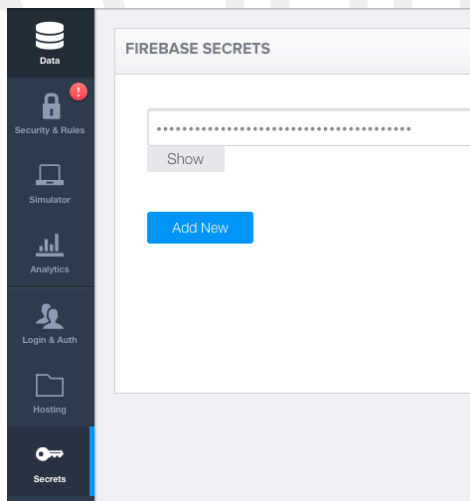 Data
Security & Rules
Simulator
Analytics
Login & Auth
Hosting
Secrets
FIREBASE SECRETS
••••••••••••••••••••••••••••••••••••••••
Show
Add New